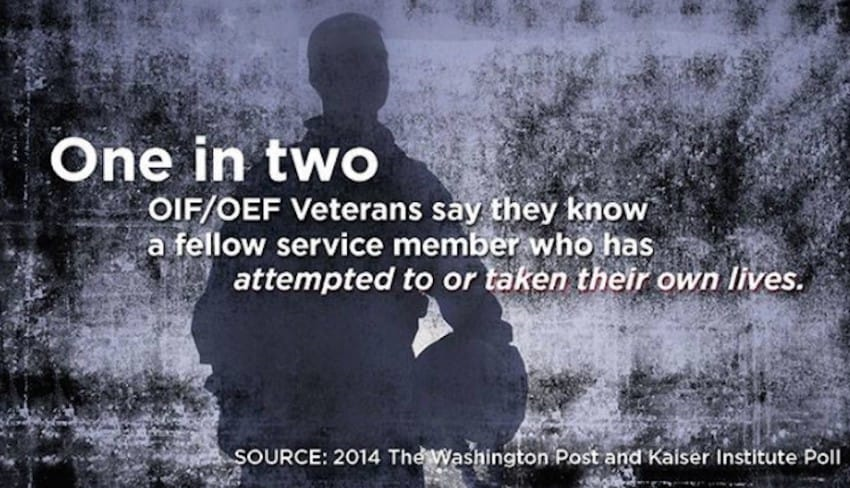 One in two
OIF/OEF Veterans say they know
a fellow service member who has
attempted to or taken their own lives.
SOURCE: 2014 The Washington Post and Kaiser Institute Poll